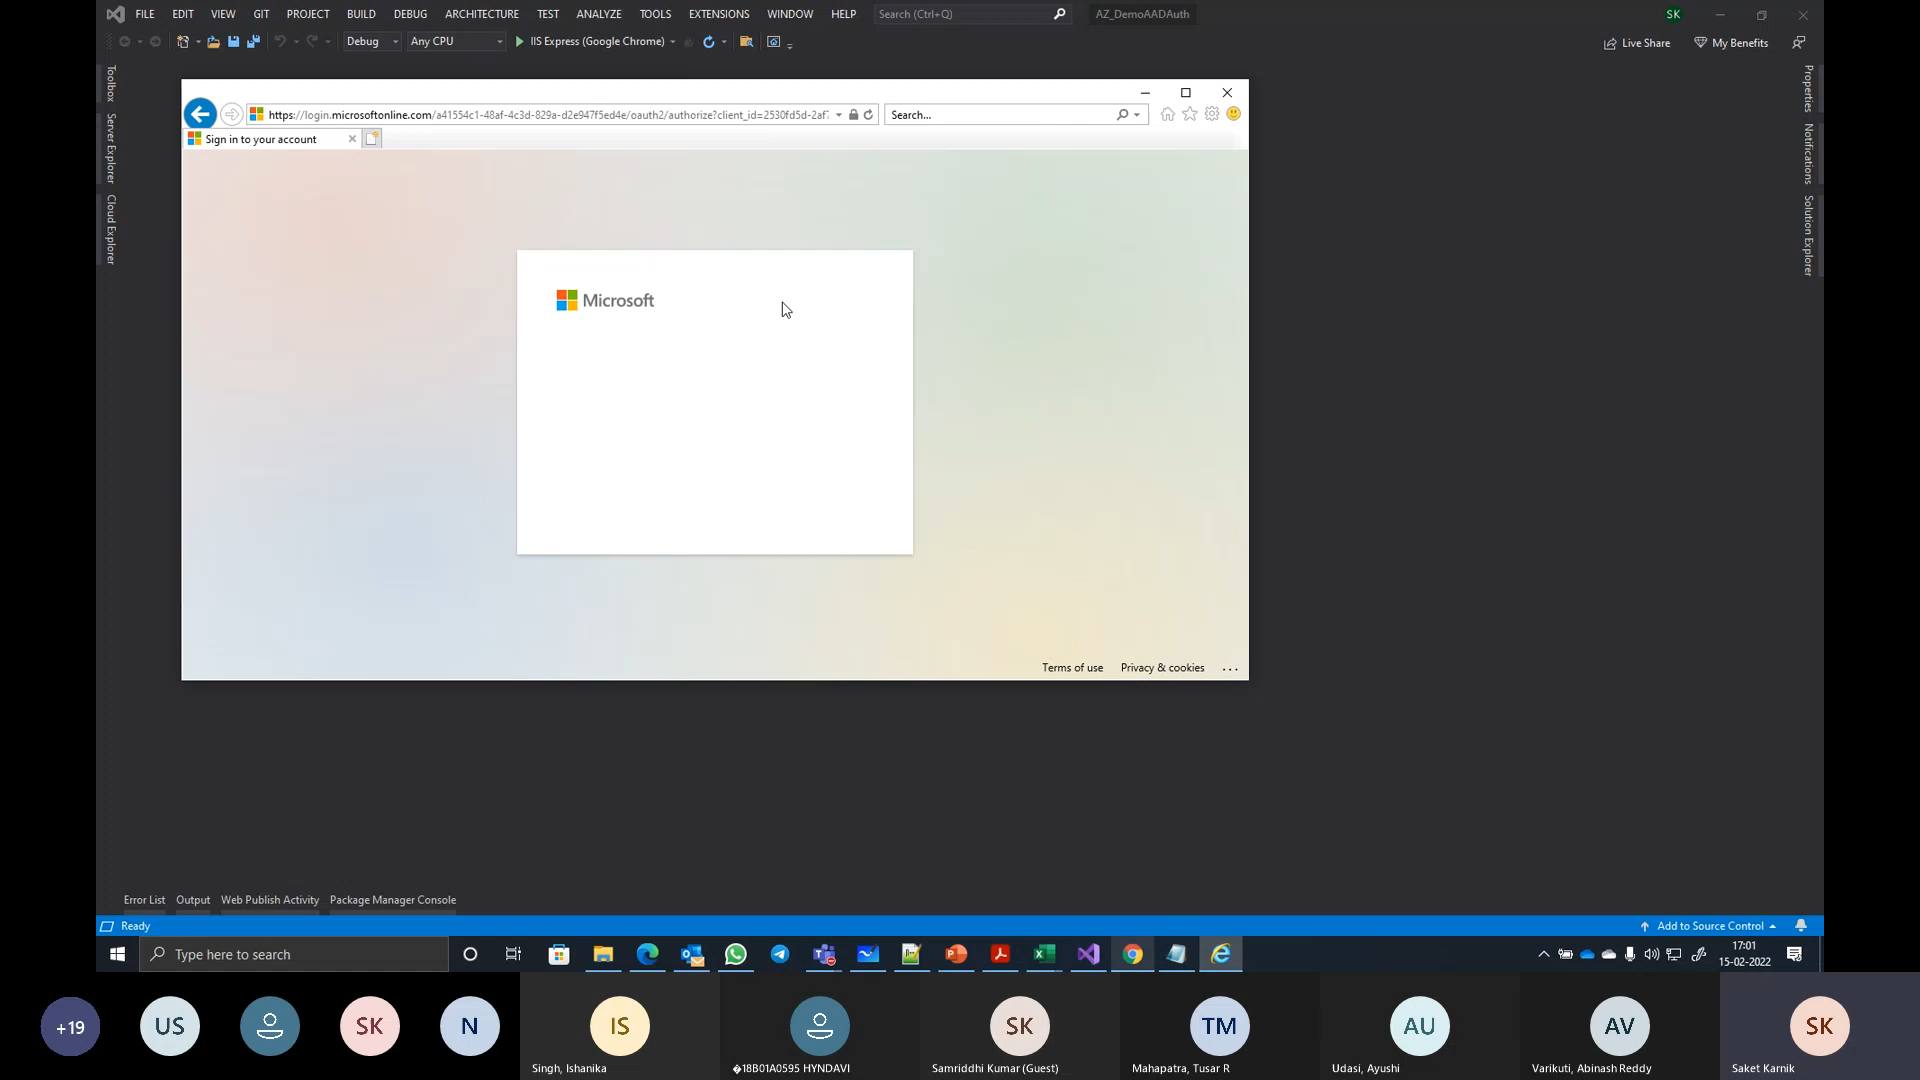 FILE EDIT VIEW GIT PROJECT BUILD DEBUG ARCHITECTURE TEST ANALYZE TOOLS EXTENSIONS WINDOW HELP Search (Ctrl+Q) AZ_DemoAADAuth SK
Debug Any CPU IIS Express (Google Chrome) Live Share My Benefits
Toolbox
Server Explorer
Cloud Explorer
Properties
Notifications
Solution Explorer
https://login.microsoftonline.com/a41554c1-48af-4c3d-829a-d2e947f5ed4e/oauth2/authorize?client_id=2530fd5d-2af7 Search...
Sign in to your account
Microsoft
Terms of use Privacy & cookies ...
Error List Output Web Publish Activity Package Manager Console
Ready Add to Source Control
Type here to search
17:01
15-02-2022
+19 US SK N IS SK TM AU AV SK
Singh, Ishanika �18B01A0595 HYNDAVI Samriddhi Kumar (Guest) Mahapatra, Tusar R Udasi, Ayushi Varikuti, Abinash Reddy Saket Karnik